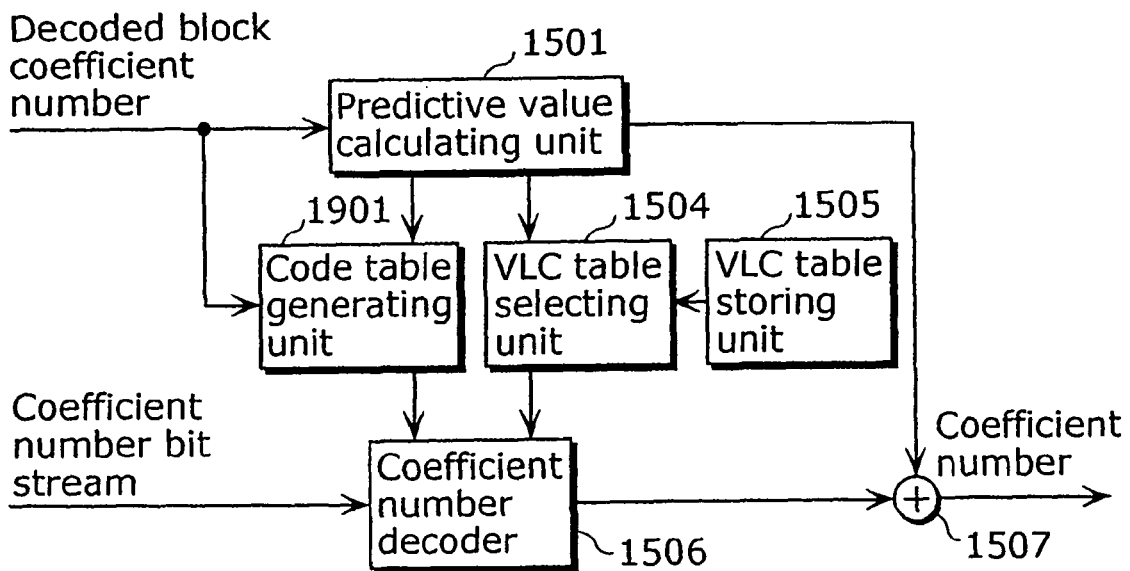 Decoded block
coefficient
number
1501
Predictive value
calculating unit
1901
Code table
generating
unit
1504
VLC table
selecting
unit
1505
VLC table
storing
unit
Coefficient
number bit
stream
Coefficient
number
decoder
1506
Coefficient
number
+
1507